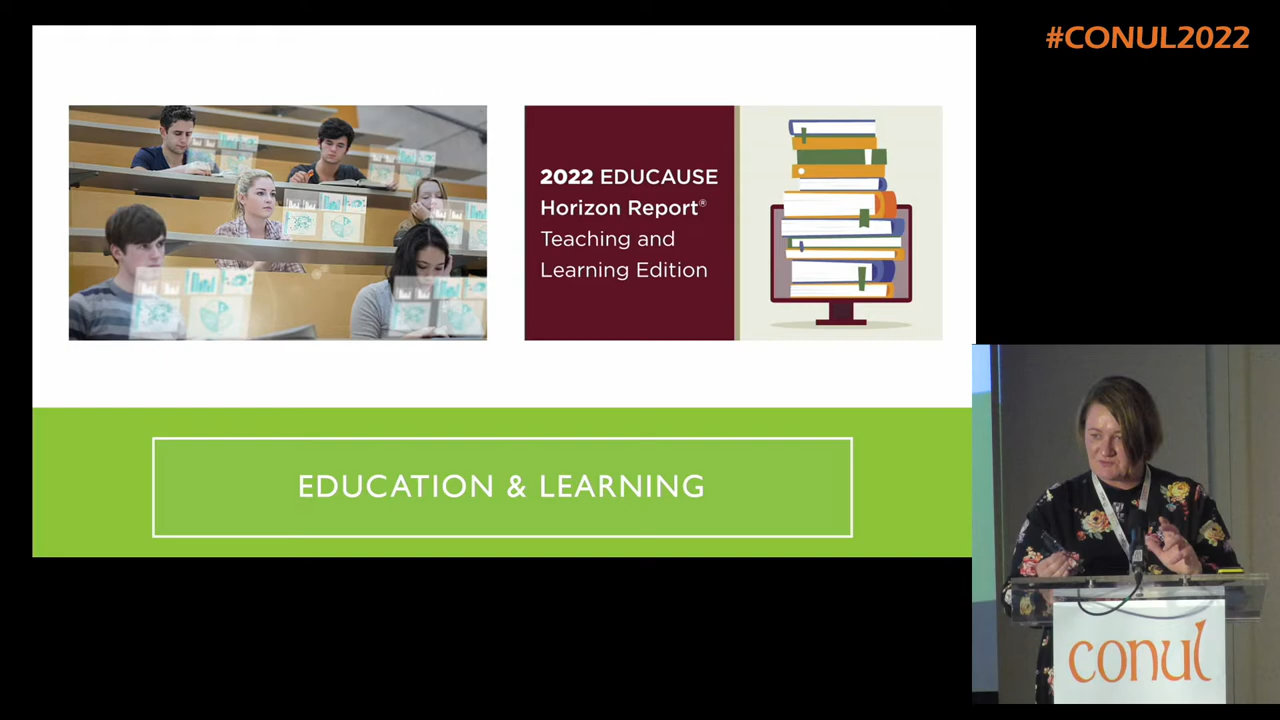 #CONUL2022
2022 EDUCAUSE
Horizon Report®
Teaching and
Learning Edition
EDUCATION & LEARNING
conul